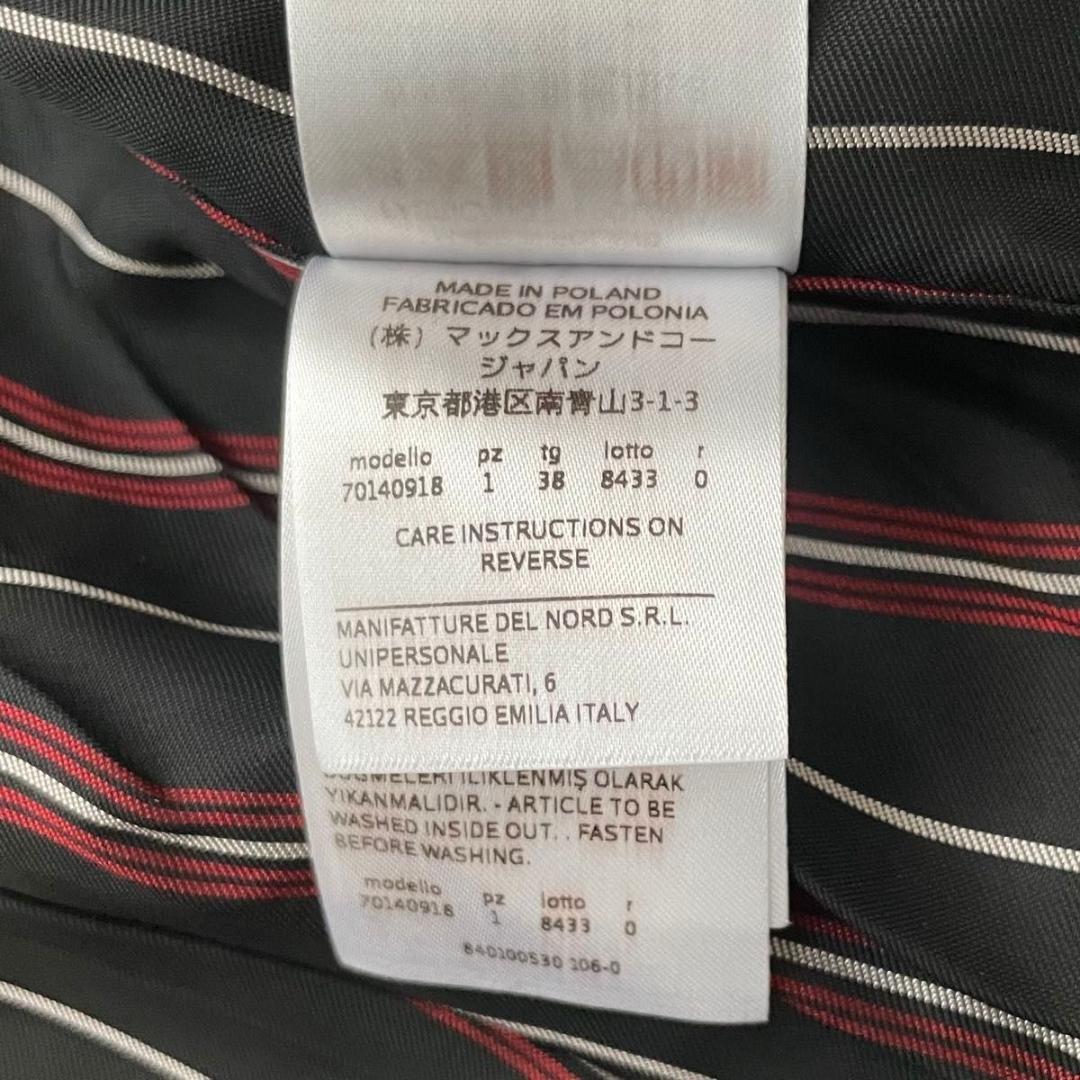 MADE IN POLAND
FABRICADO EM POLONIA
(株) マックスアンドコー
ジャパン
東京都港区南青山3-1-3
modello pz tg lotto r
70140918 1 38 8433 0
CARE INSTRUCTIONS ON
REVERSE
MANIFATTURE DEL NORD S.R.L.
UNIPERSONALE
VIA MAZZACURATI, 6
42122 REGGIO EMILIA ITALY
İLİKLENMİŞ OLARAK
YIKANMALIDIR. - ARTICLE TO BE
WASHED INSIDE OUT. . FASTEN
BEFORE WASHING.
modello pz lotto r
70140918 1 8433 0
840100530 106-0